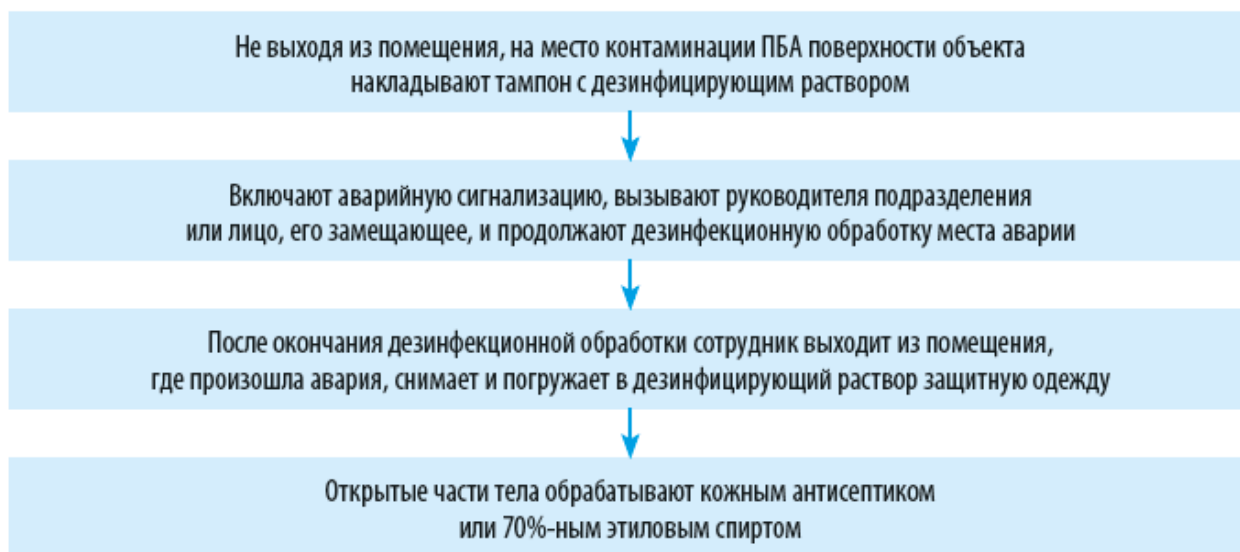 Не выходя из помещения, на место контаминации ПБА поверхности объекта
накладывают тампон с дезинфицирующим раствором
Включают аварийную сигнализацию, вызывают руководителя подразделения
или лицо, его замещающее, и продолжают дезинфекционную обработку места аварии
После окончания дезинфекционной обработки сотрудник выходит из помещения,
где произошла авария, снимает и погружает в дезинфицирующий раствор защитную одежду
Открытые части тела обрабатывают кожным антисептиком
или 70%-ным этиловым спиртом